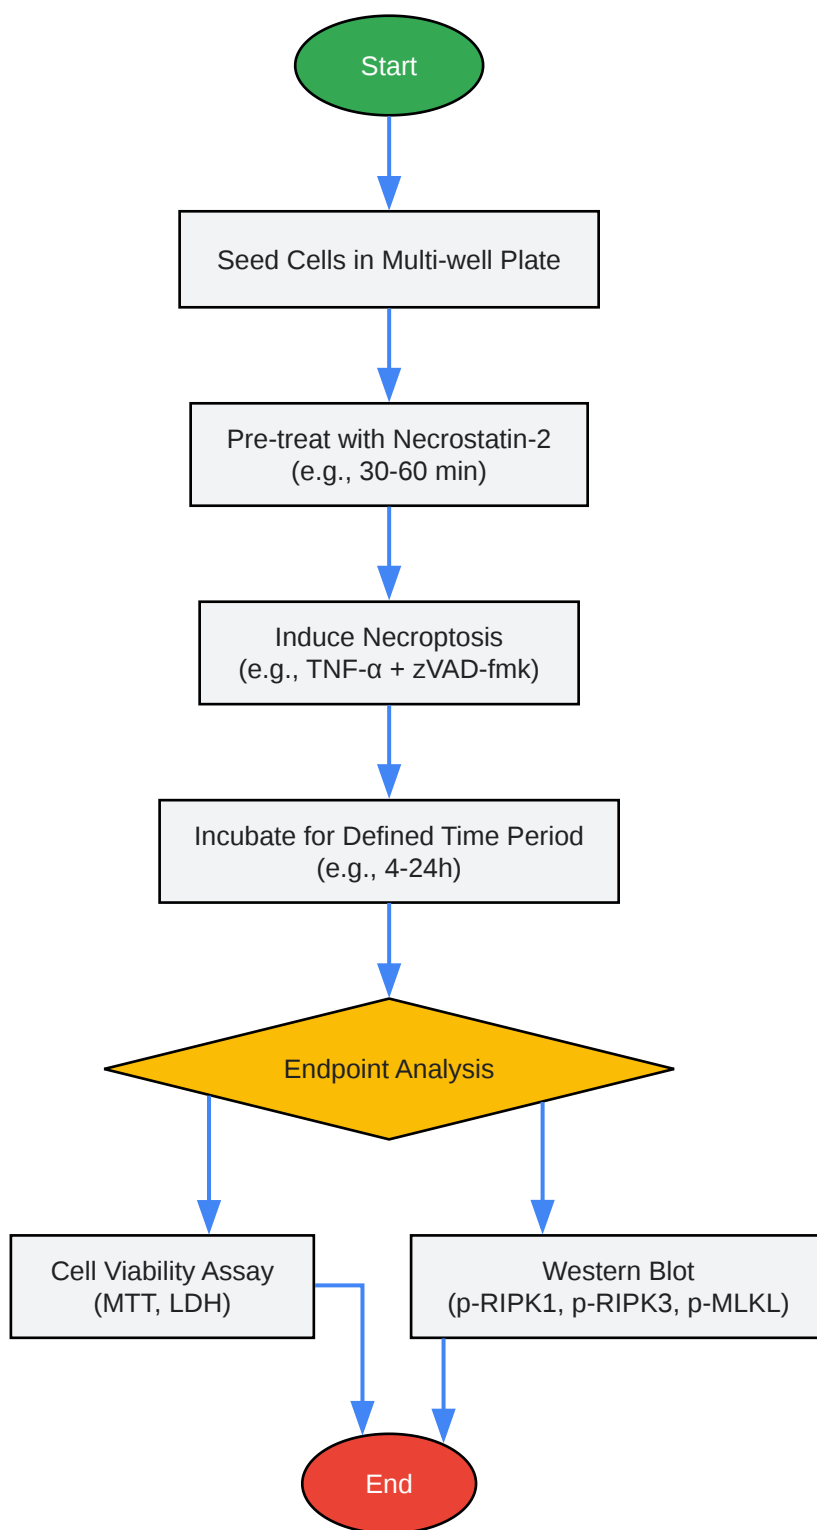 Start
Seed Cells in Multi-well Plate
Pre-treat with Necrostatin-2
(e.g., 30-60 min)
Induce Necroptosis
(e.g., TNF-α + zVAD-fmk)
Incubate for Defined Time Period
(e.g., 4-24h)
Endpoint Analysis
Cell Viability Assay
(MTT, LDH)
Western Blot
(p-RIPK1, p-RIPK3, p-MLKL)
End